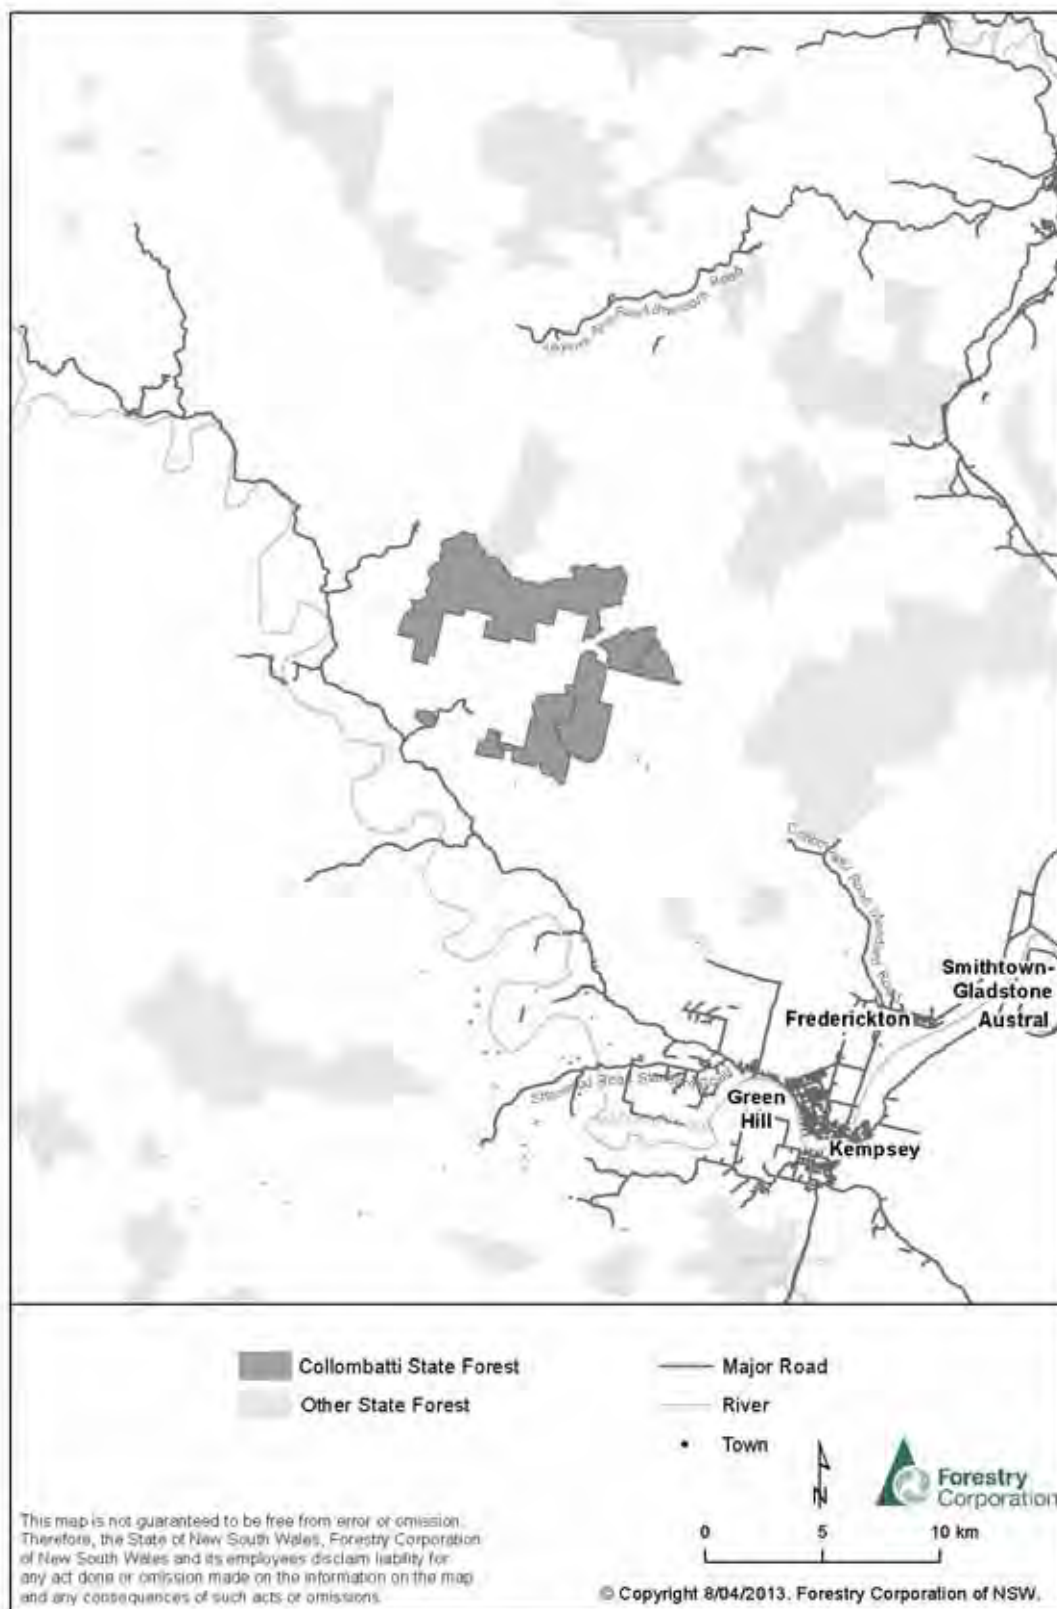 Road
Road
Smithtown-
Gladstone
Frederickton
Austral
Road
Green
Hill
Kempsey
Collombatti State Forest
Major Road
Other State Forest
River
Town
N
Forestry
Corporation
This map is not guaranteed to be free from error or omission.
Therefore, the State of New South Wales, Forestry Corporation
of New South Wales and its employees disclaim liability for
any act done or omission made on the information on the map
and any consequences of such acts or omissions.
0 5 10 km
© Copyright 8/04/2013. Forestry Corporation of NSW.